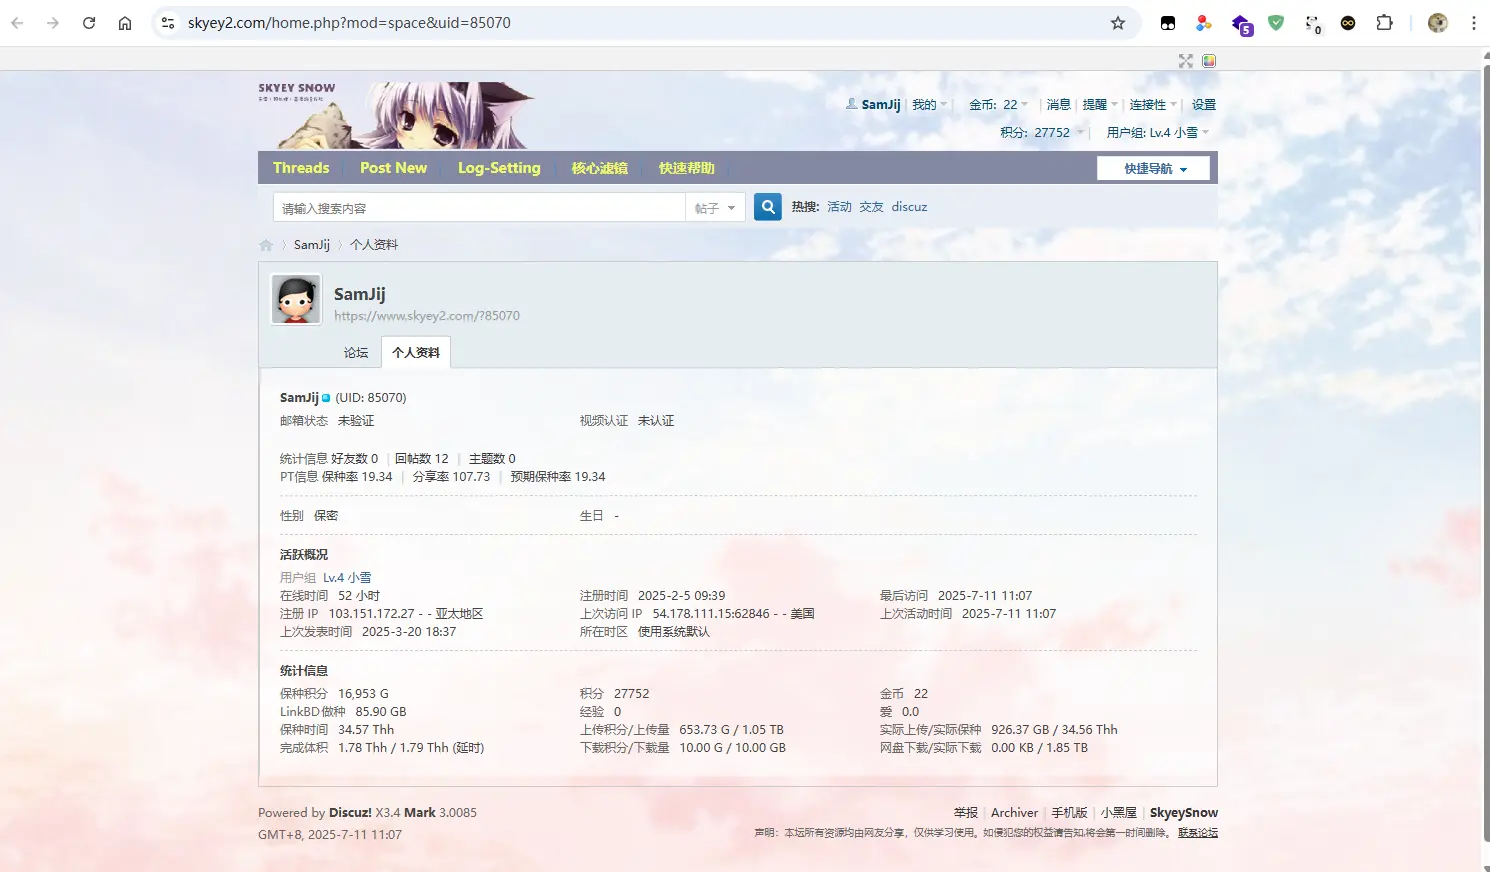 skyey2.com/home.php?mod=space&uid=85070
5
0
SKYEY SNOW
SamJij 我的 金币: 22 消息 提醒 连接性 设置
积分: 27752 用户组: Lv.4 小雪
Threads Post New Log-Setting 核心滤镜 快速帮助 快捷导航
请输入搜索内容 帖子 热搜: 活动 交友 discuz
SamJij 个人资料
SamJij
https://www.skyey2.com/?85070
论坛 个人资料
SamJij (UID: 85070)
邮箱状态 未验证 视频认证 未认证
统计信息 好友数 0 | 回帖数 12 | 主题数 0
PT信息 保种率 19.34 | 分享率 107.73 | 预期保种率 19.34
性别 保密 生日 -
活跃概况
用户组 Lv.4 小雪
在线时间 52 小时 注册时间 2025-2-5 09:39 最后访问 2025-7-11 11:07
注册 IP 103.151.172.27 - - 亚太地区 上次访问 IP 54.178.111.15:62846 - - 美国 上次活动时间 2025-7-11 11:07
上次发表时间 2025-3-20 18:37 所在时区 使用系统默认
统计信息
保种积分 16,953 G 积分 27752 金币 22
LinkBD做种 85.90 GB 经验 0 爱 0.0
保种时间 34.57 Thh 上传积分/上传量 653.73 G / 1.05 TB 实际上传/实际保种 926.37 GB / 34.56 Thh
完成体积 1.78 Thh / 1.79 Thh (延时) 下载积分/下载量 10.00 G / 10.00 GB 网盘下载/实际下载 0.00 KB / 1.85 TB
Powered by Discuz! X3.4 Mark 3.0085 举报 | Archiver | 手机版 | 小黑屋 | SkyeySnow
GMT+8, 2025-7-11 11:07 声明：本坛所有资源均由网友分享，仅供学习使用。如侵犯您的权益请告知,将会第一时间删除。 联系论坛